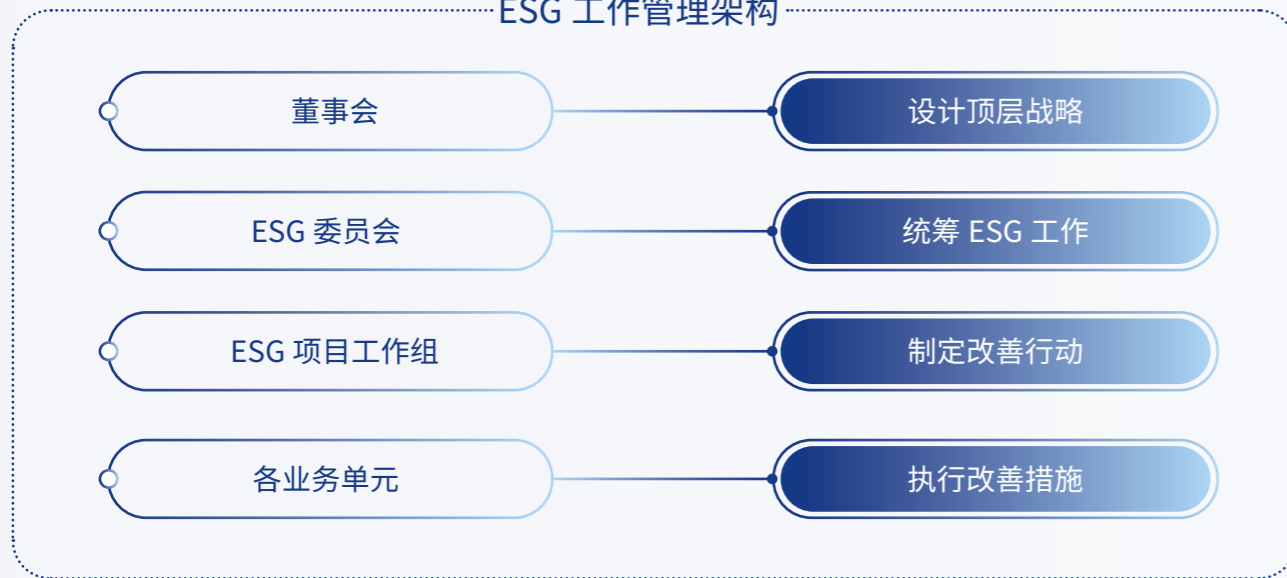 ESG 工作管理架构
董事会
设计顶层战略
ESG 委员会
统筹 ESG 工作
ESG 项目工作组
制定改善行动
各业务单元
执行改善措施